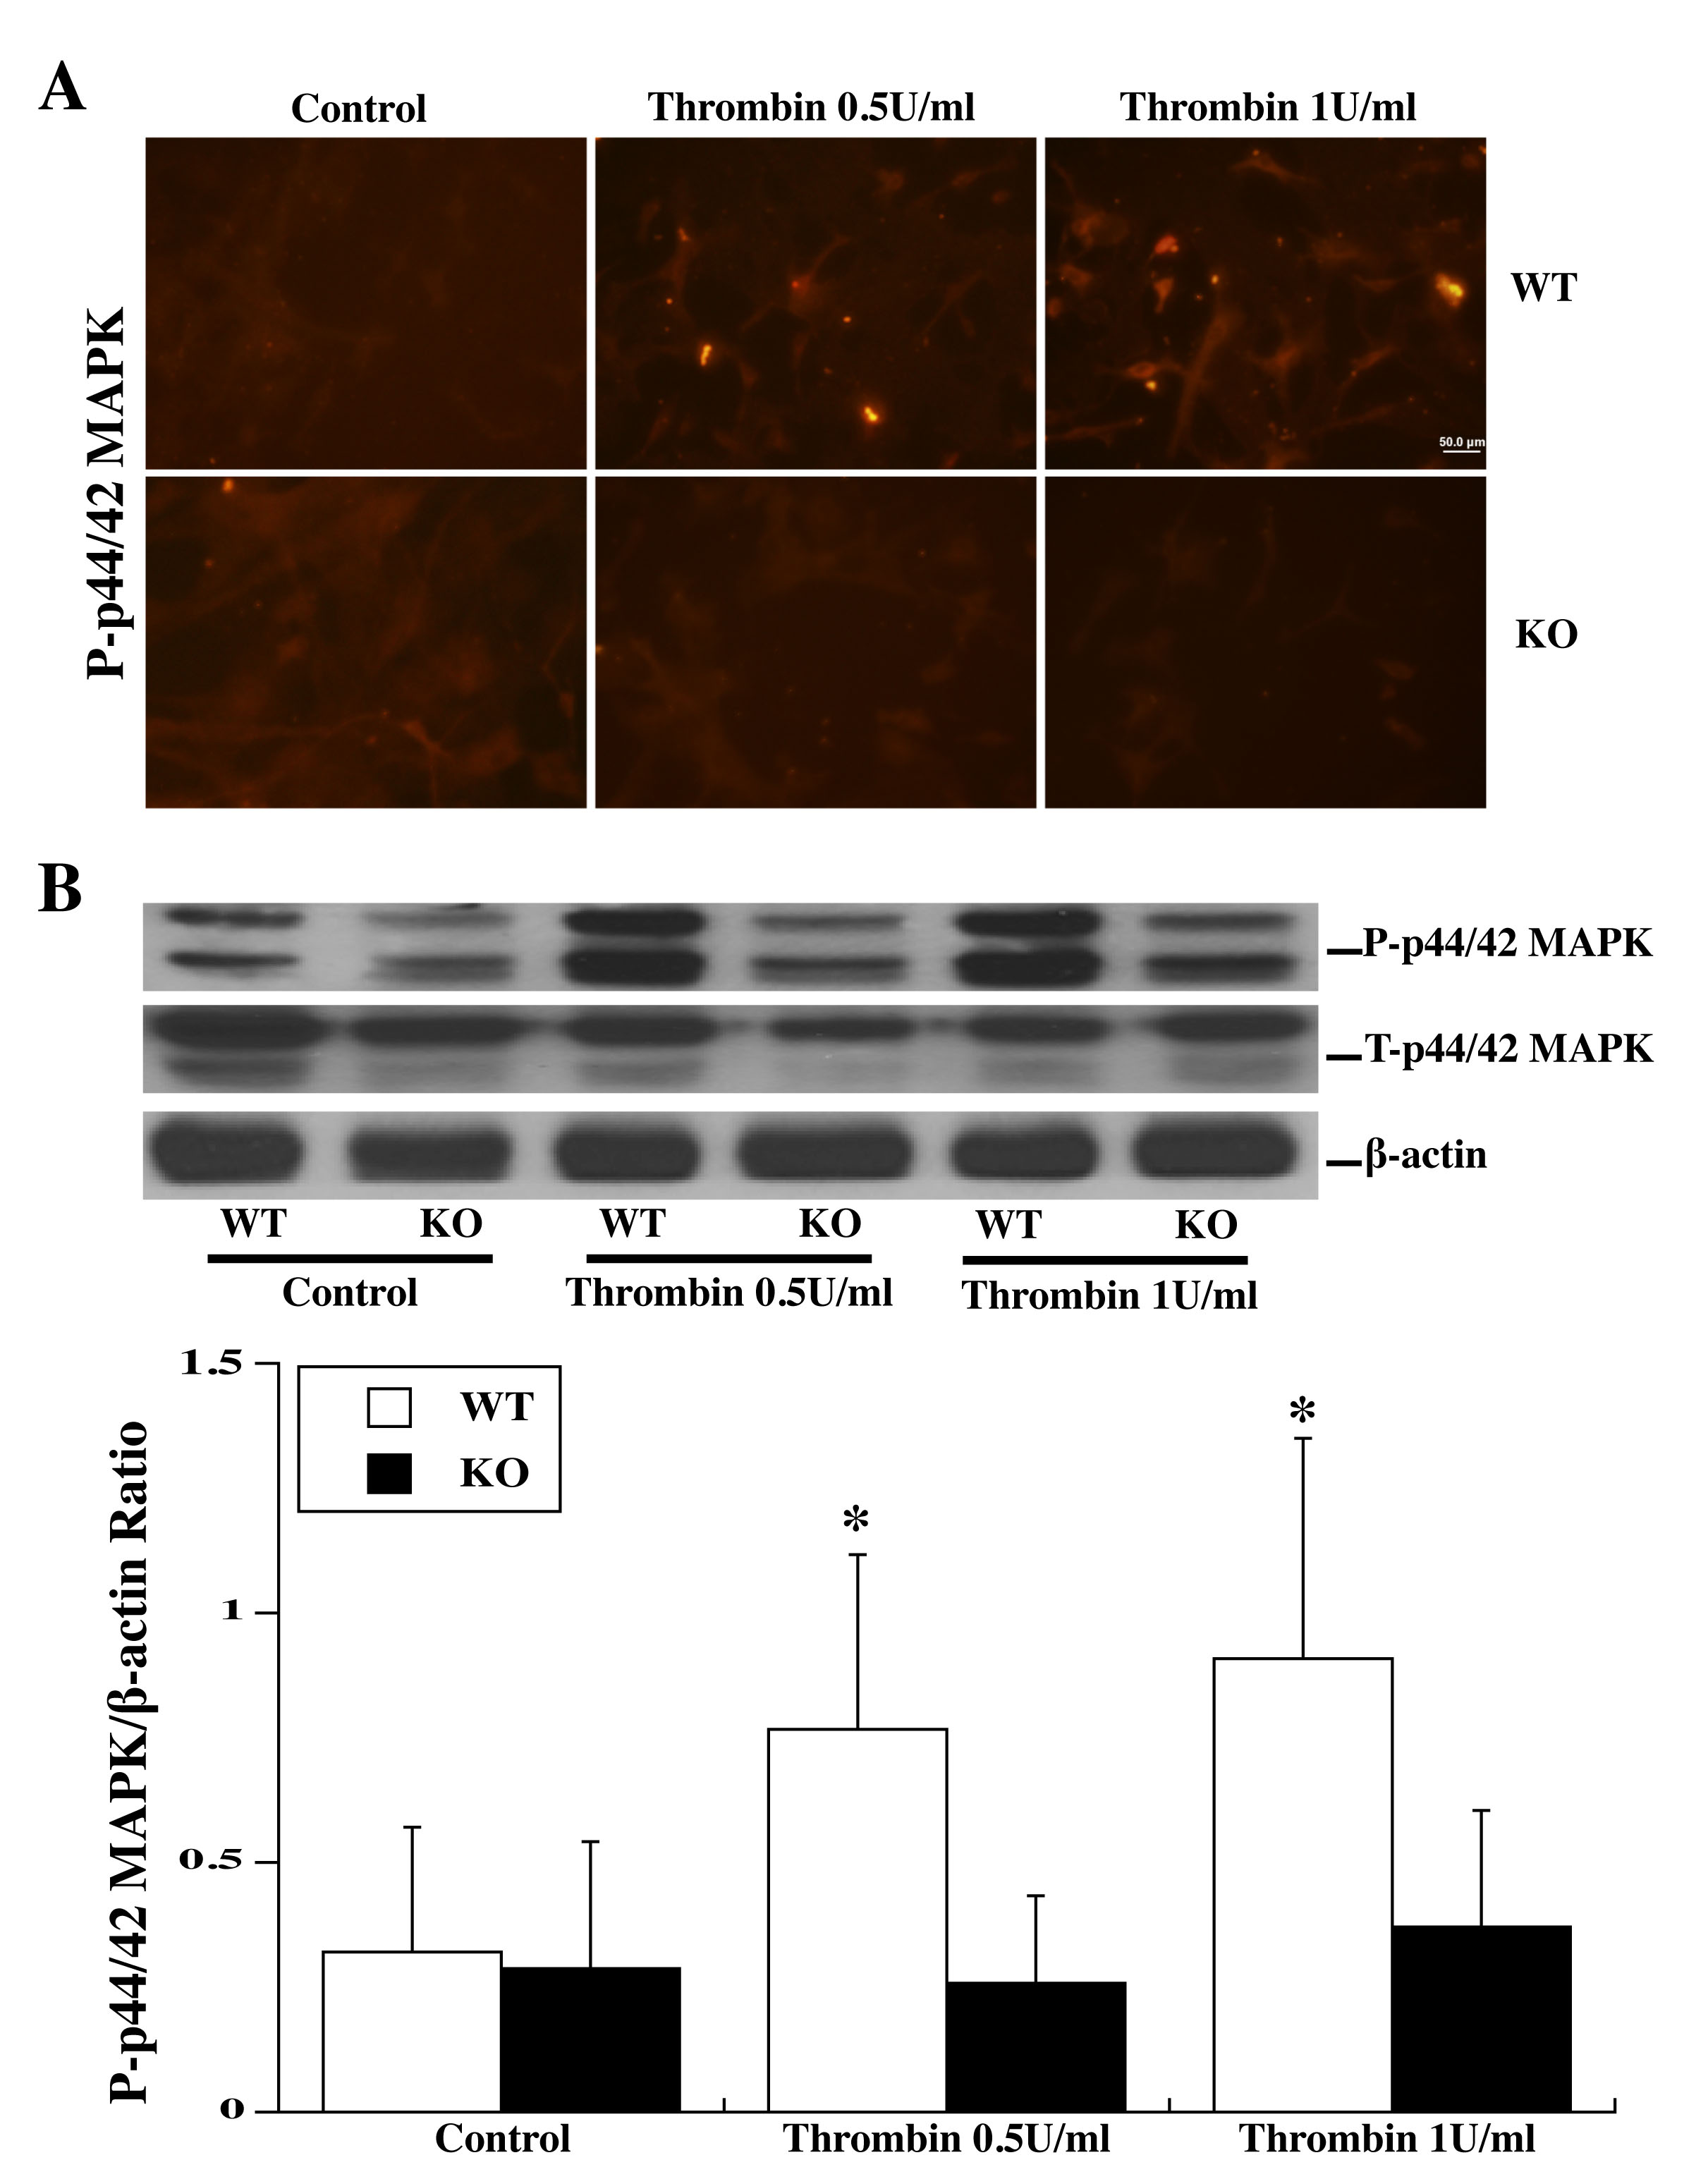 A
Control
Thrombin 0.5U/ml
Thrombin 1U/ml
P-p44/42 MAPK
WT
50.0 µm
KO
B
P-p44/42 MAPK
T-p44/42 MAPK
β-actin
WT KO WT KO WT KO
Control Thrombin 0.5U/ml Thrombin 1U/ml
P-p44/42 MAPK/β-actin Ratio
1.5
1
0.5
0
WT
KO
*
*
Control Thrombin 0.5U/ml Thrombin 1U/ml